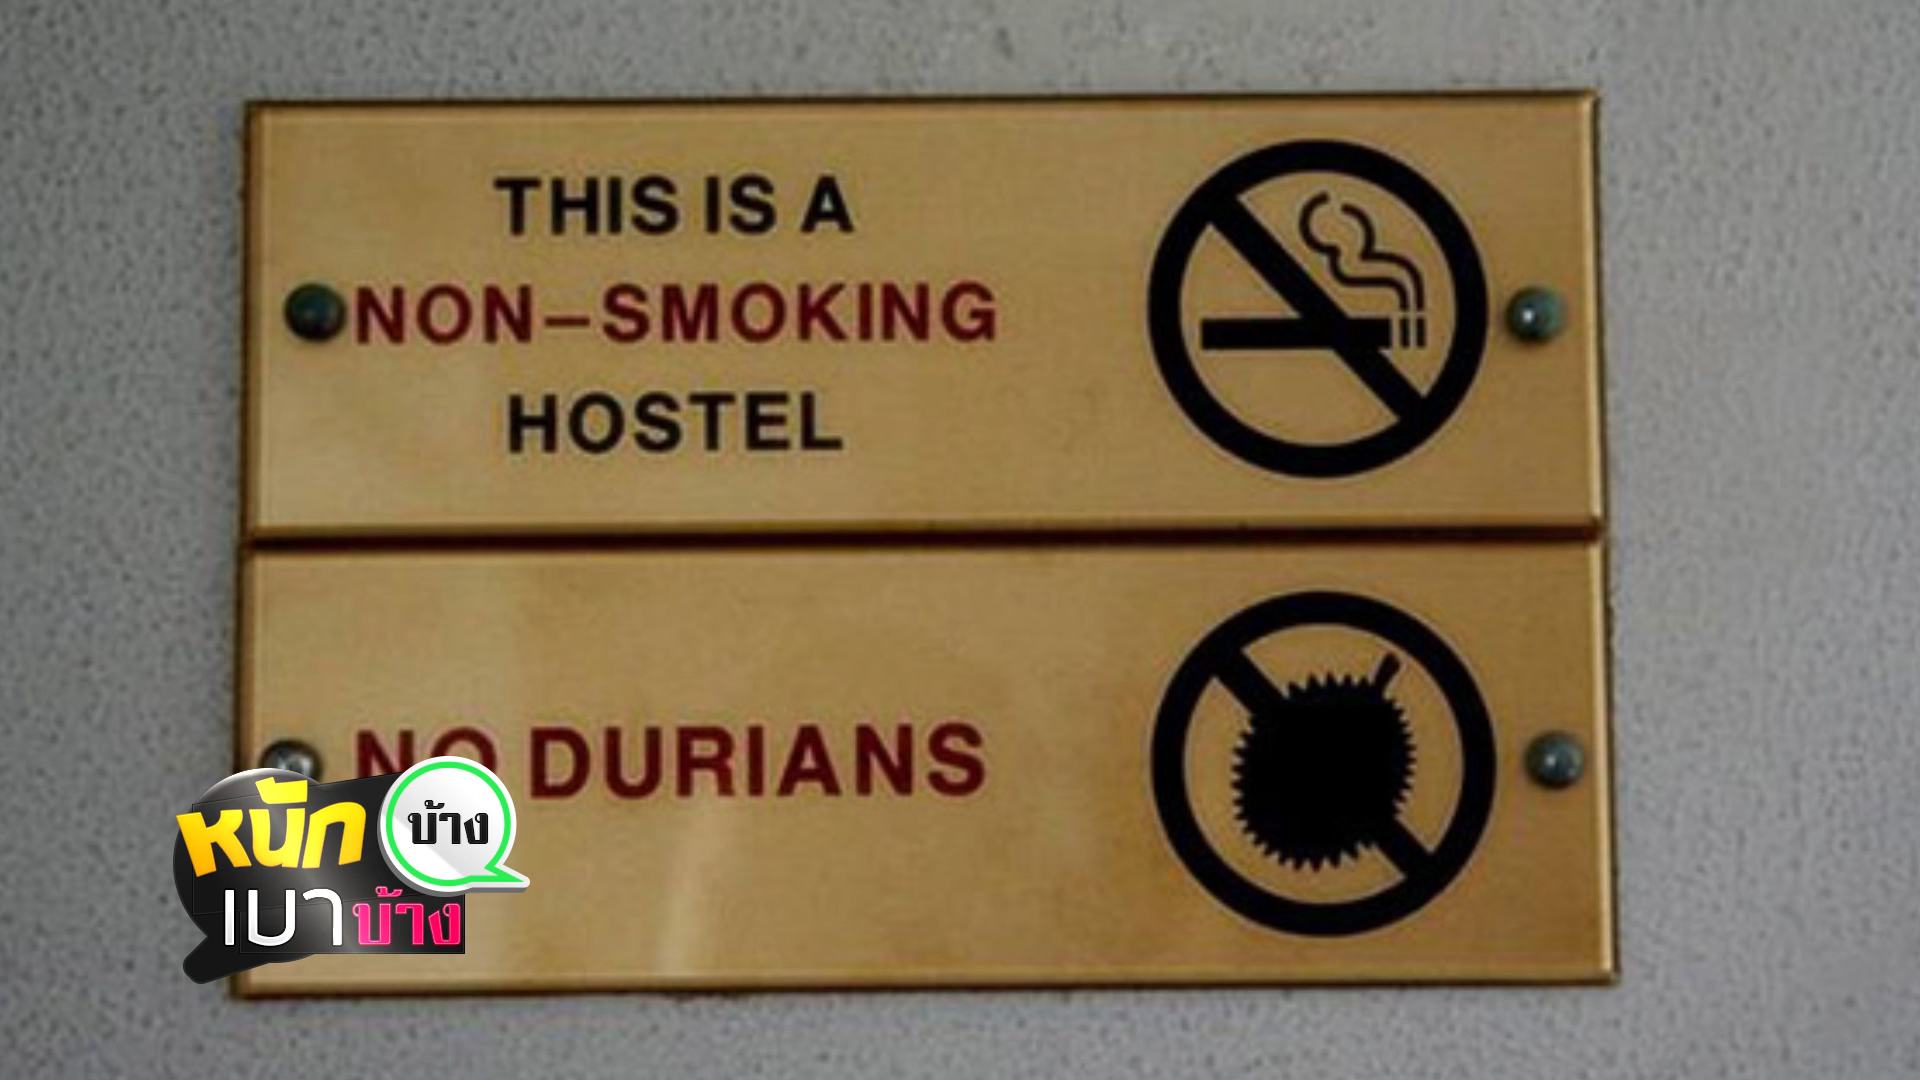 THIS IS A
NON-SMOKING
HOSTEL
NO DURIANS
หนัก บ้าง
เบา บ้าง